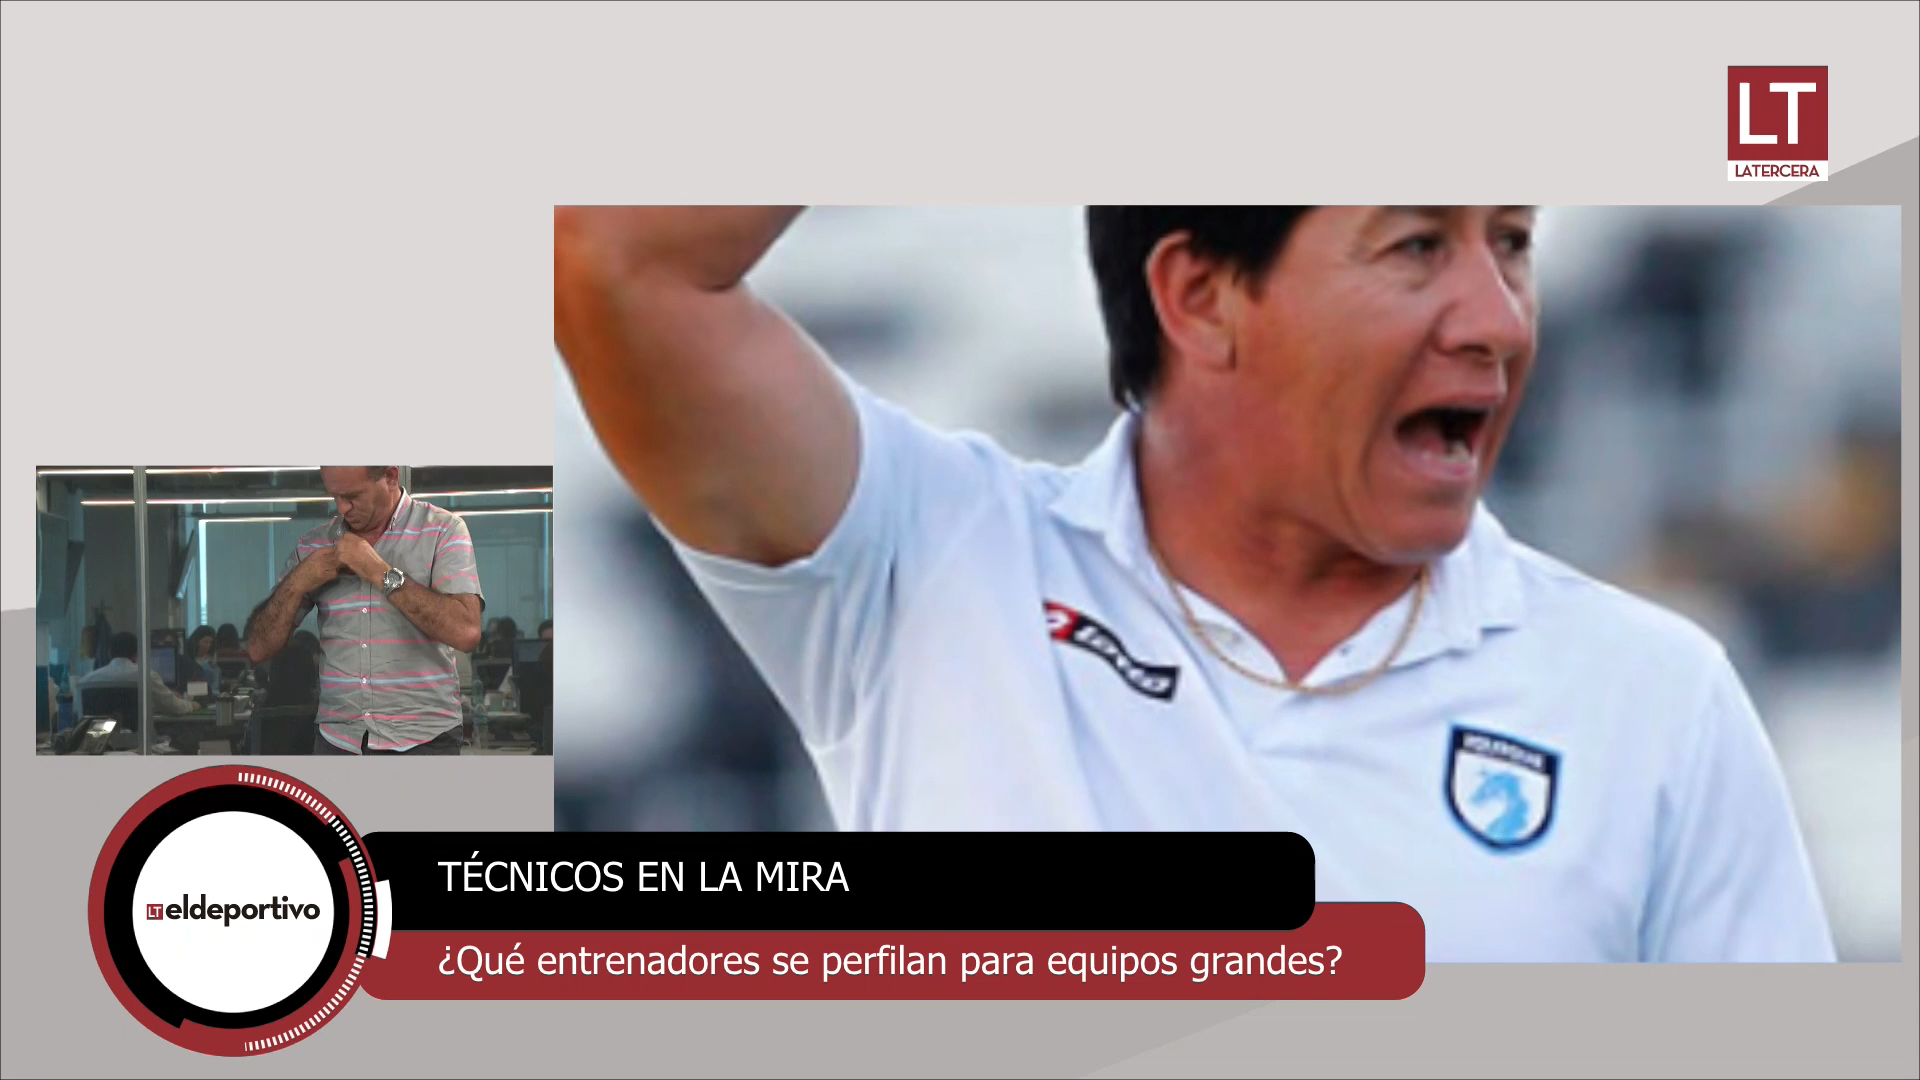 LT
LATERCERA
lotto
TÉCNICOS EN LA MIRA
LT eldeportivo
¿Qué entrenadores se perfilan para equipos grandes?